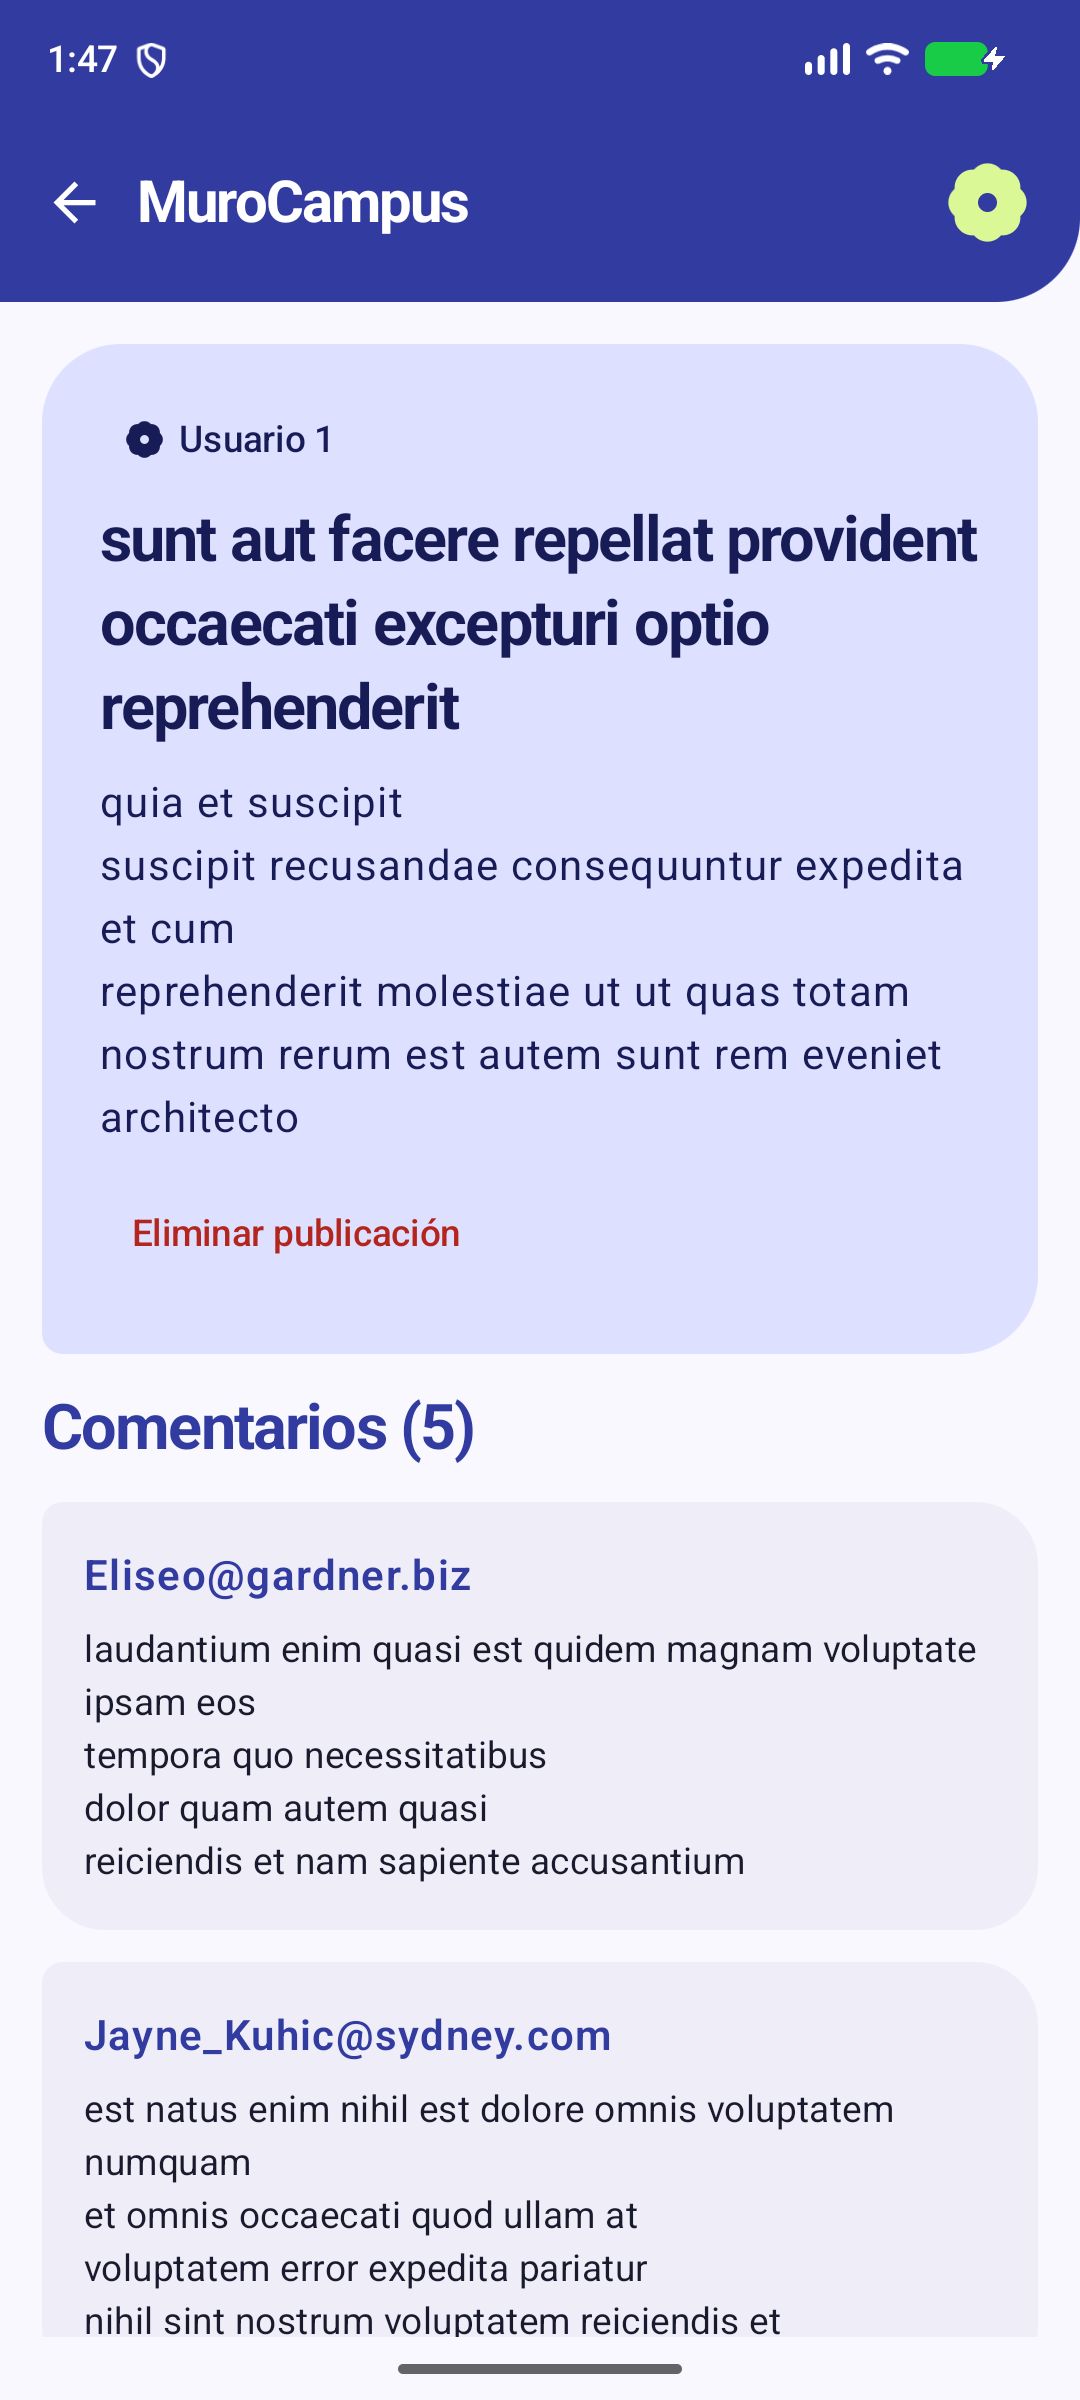 1:47
MuroCampus
Usuario 1
sunt aut facere repellat provident
occaecati excepturi optio
reprehenderit
quia et suscipit
suscipit recusandae consequuntur expedita
et cum
reprehenderit molestiae ut ut quas totam
nostrum rerum est autem sunt rem eveniet
architecto
Eliminar publicación
Comentarios (5)
Eliseo@gardner.biz
laudantium enim quasi est quidem magnam voluptate
ipsam eos
tempora quo necessitatibus
dolor quam autem quasi
reiciendis et nam sapiente accusantium
Jayne_Kuhic@sydney.com
est natus enim nihil est dolore omnis voluptatem
numquam
et omnis occaecati quod ullam at
voluptatem error expedita pariatur
nihil sint nostrum voluptatem reiciendis et